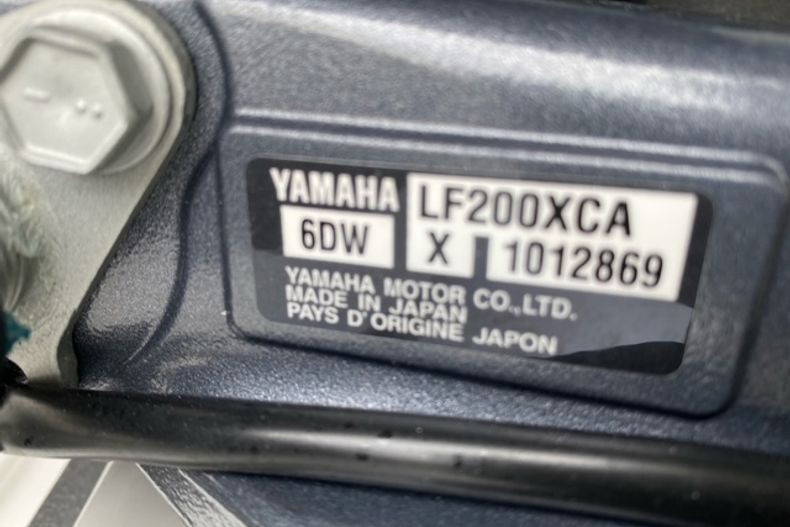 YAMAHA LF200XCA
6DW X 1012869
YAMAHA MOTOR CO.,LTD.
MADE IN JAPAN
PAYS D'ORIGINE JAPON